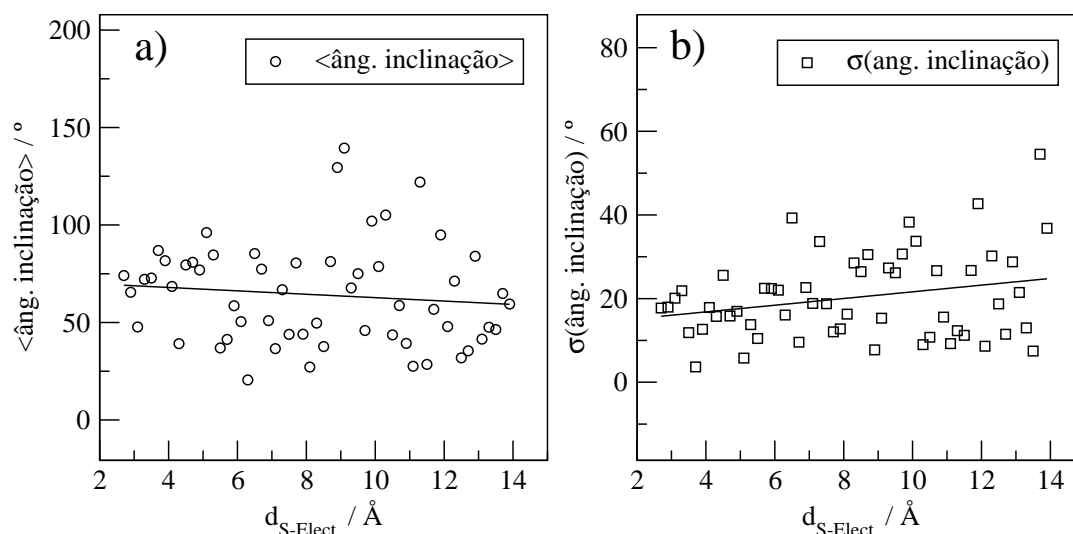 a)
<âng. inclinação>
200
150
100
50
0
<âng. inclinação> / º
2 4 6 8 10 12 14
d_S-Elect / Å
b)
σ(ang. inclinação)
80
60
40
20
0
σ(âng. inclinação) / º
2 4 6 8 10 12 14
d_S-Elect / Å